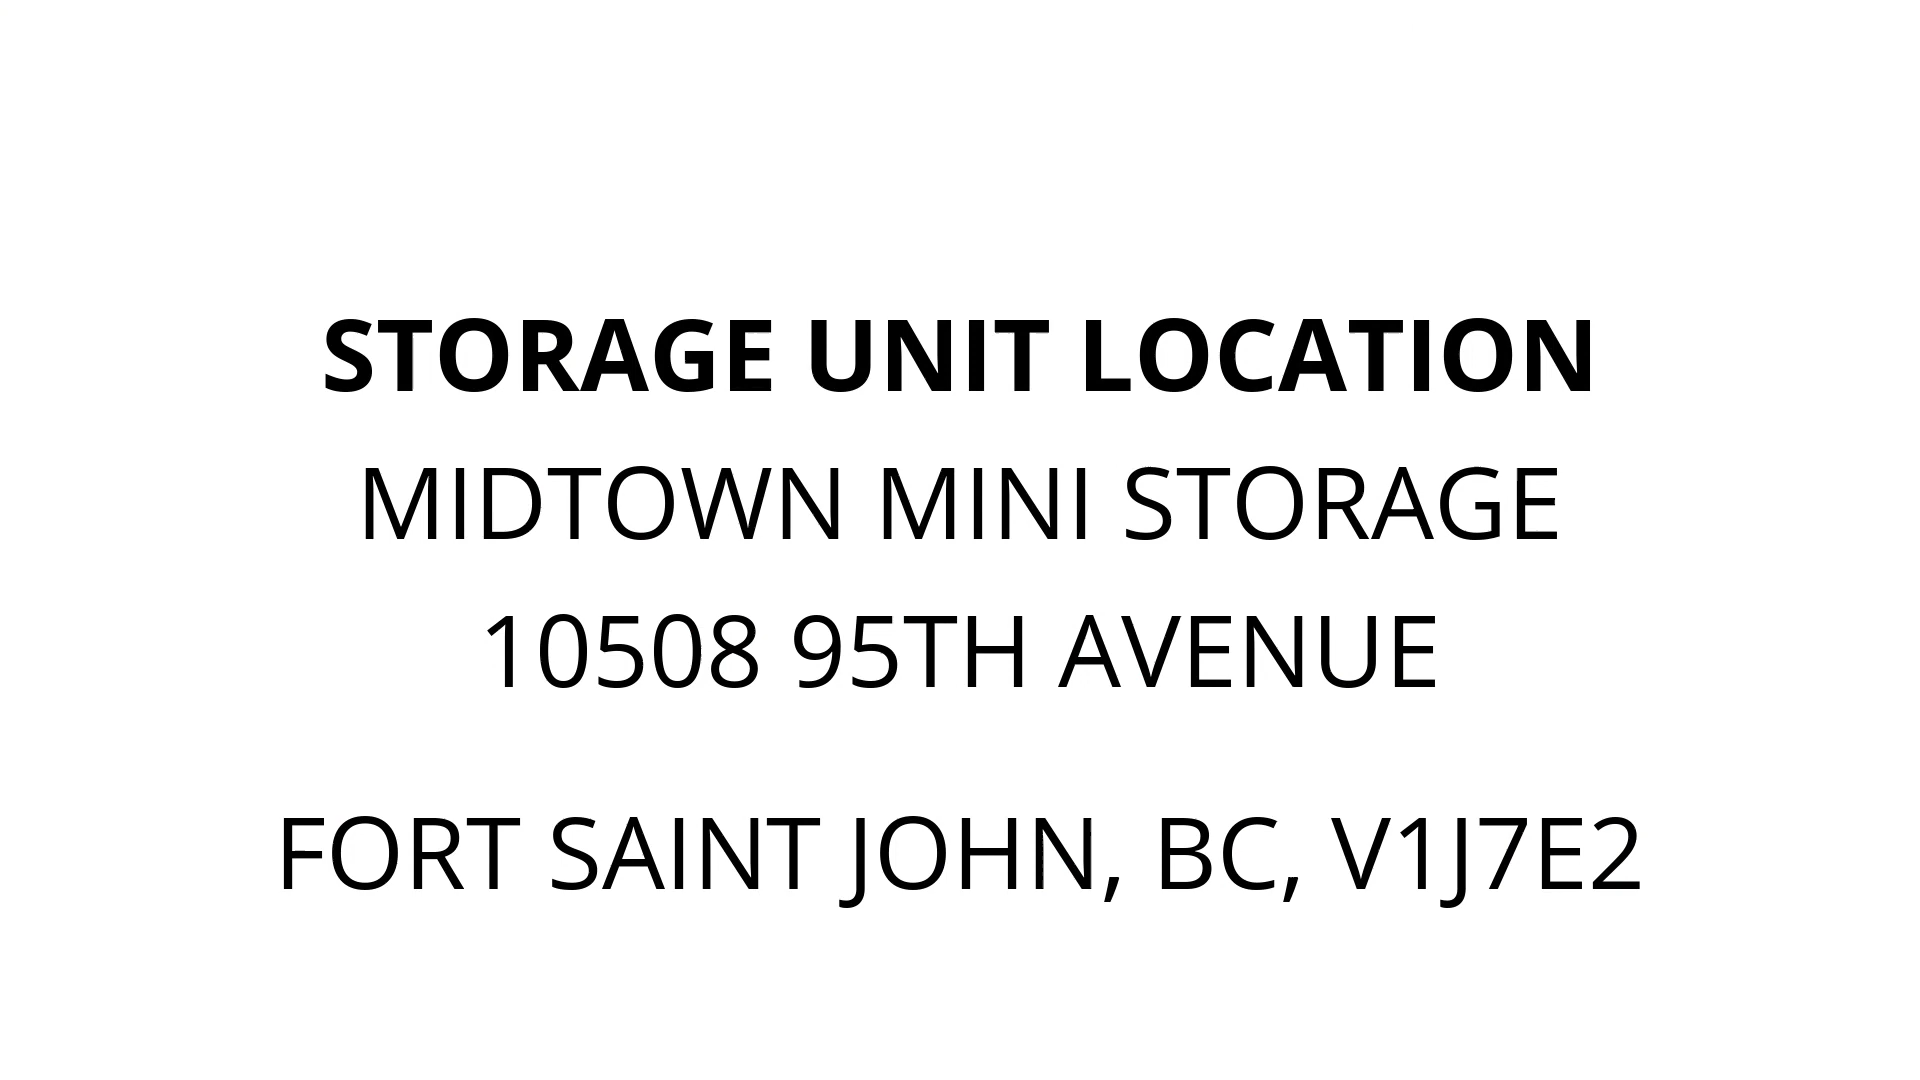 STORAGE UNIT LOCATION
MIDTOWN MINI STORAGE
10508 95TH AVENUE
FORT SAINT JOHN, BC, V1J7E2